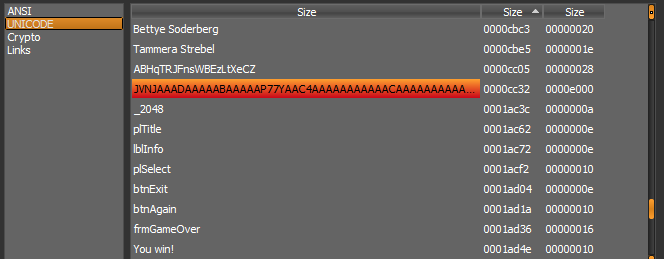 ANSI
UNICODE
Crypto
Links
Size Size Size
Bettye Soderberg 0000cbc3 00000020
Tammera Strebel 0000cbe5 0000001e
ABHqTRJFnsWBEzLtXeCZ 0000cc05 00000028
JVNJAAADAAAAABAAAAAP77YAAC4AAAAAAAAAAACAAAAAAAAAA... 0000cc32 0000e000
_2048 0001ac3c 0000000a
plTitle 0001ac62 0000000e
lblInfo 0001ac72 0000000e
plSelect 0001acf2 00000010
btnExit 0001ad04 0000000e
btnAgain 0001ad1a 00000010
frmGameOver 0001ad36 00000016
You win! 0001ad4e 00000010